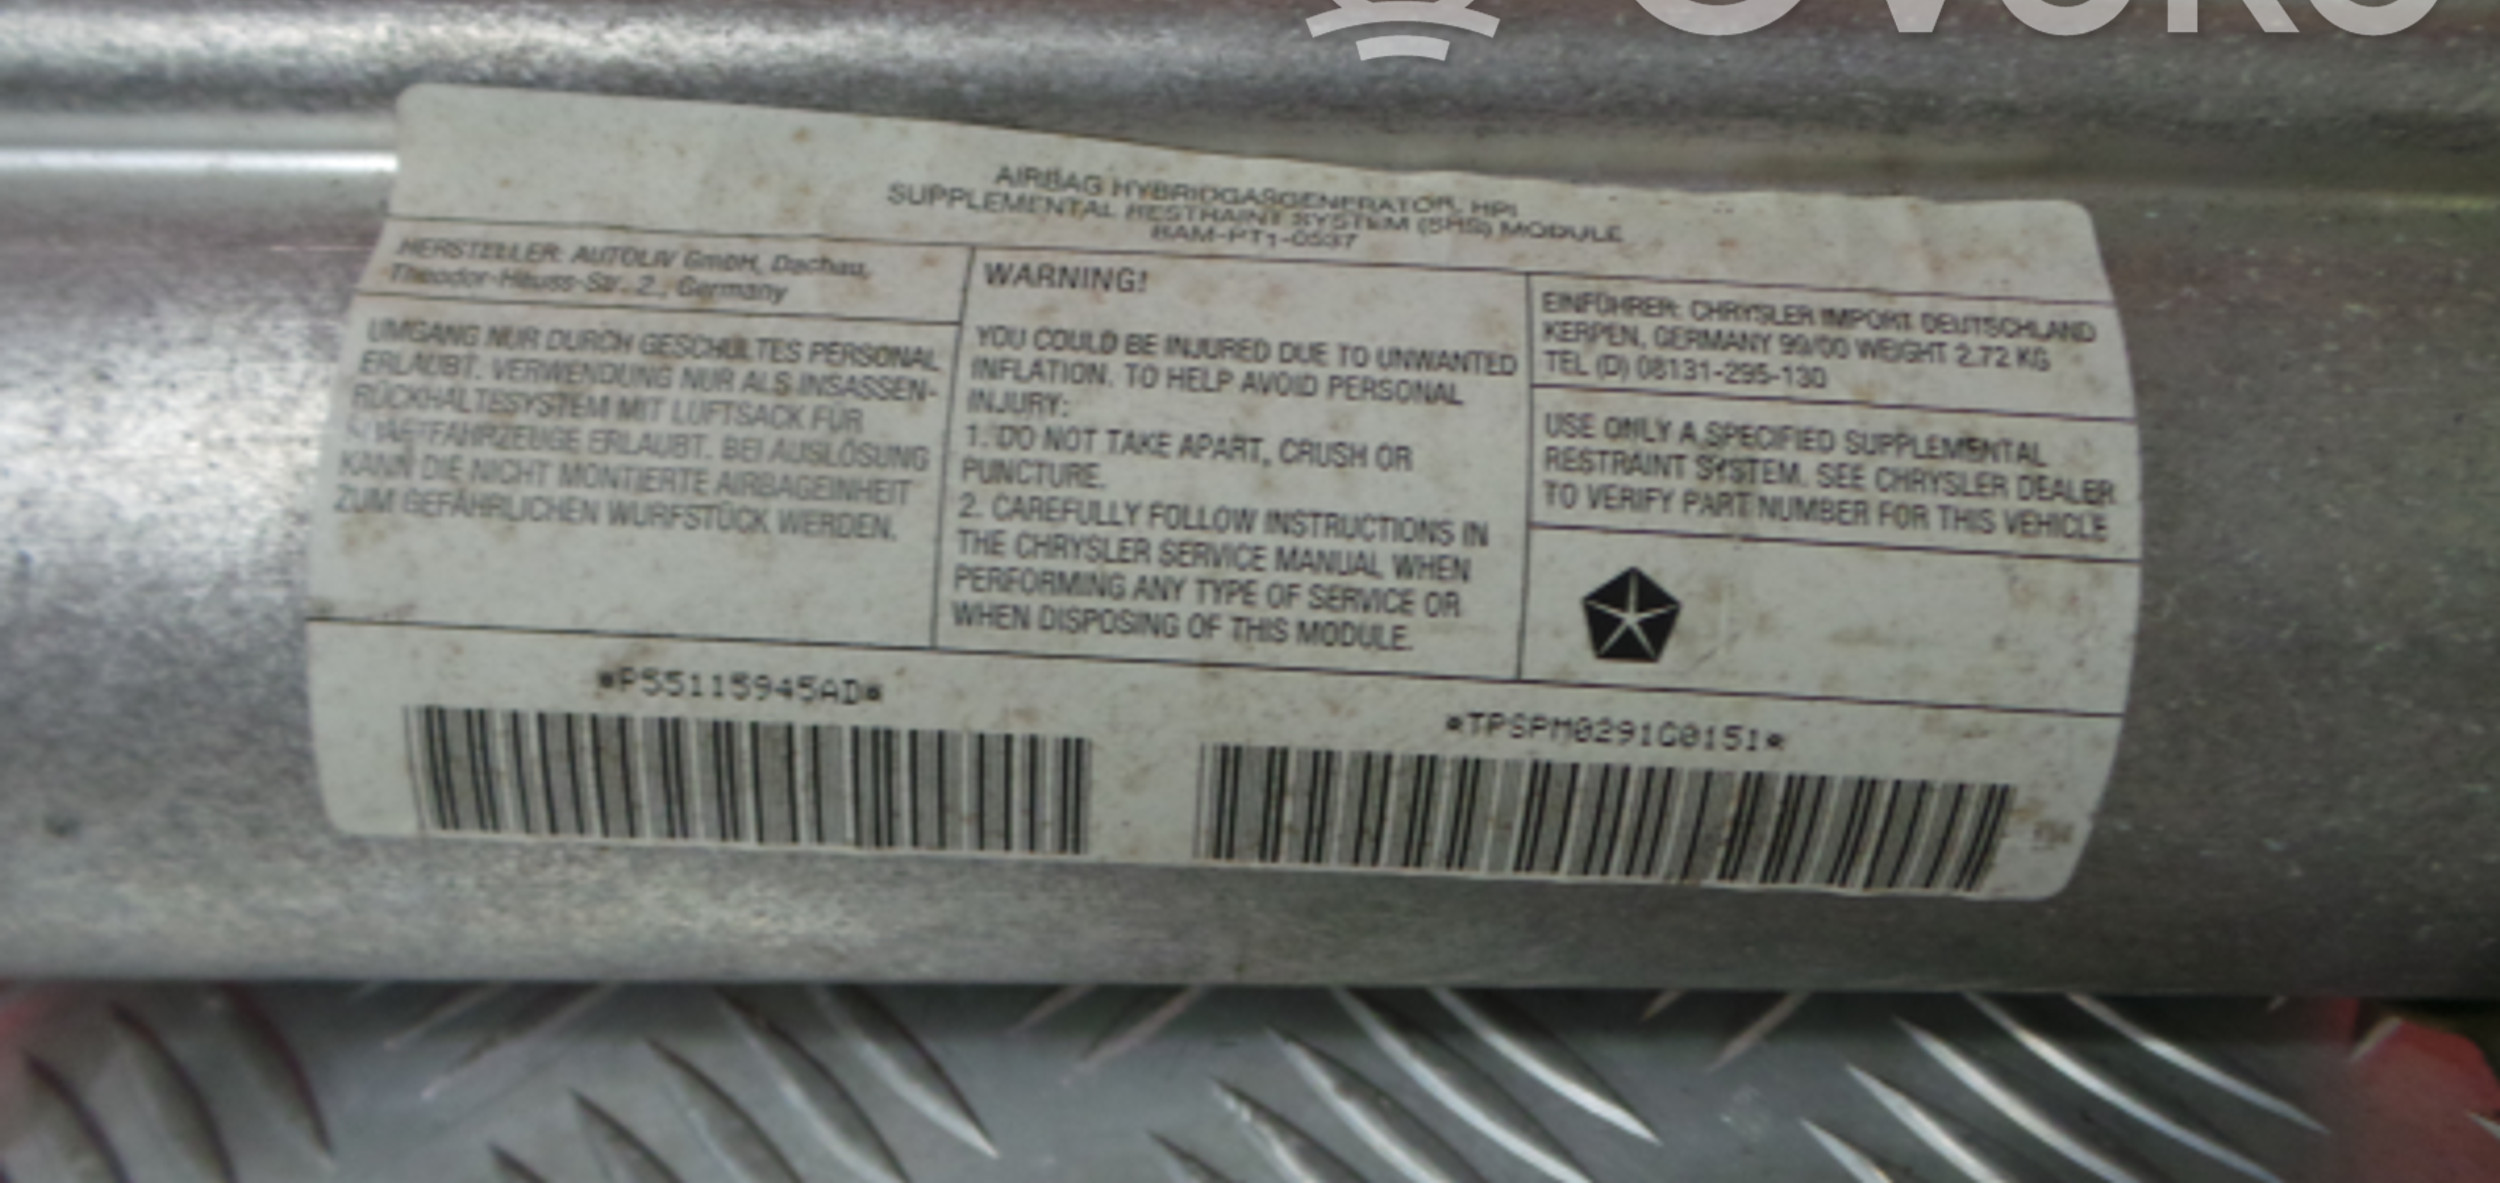 AIRBAG HYBRIDGASGENERATOR, HPI
SUPPLEMENTAL RESTRAINT SYSTEM (SRS) MODULE
BAM-PT1-0537
HERSTELLER: AUTOLIV GmbH, Dachau,
Theodor-Heuss-Str. 2., Germany
UMGANG NUR DURCH GESCHULTES PERSONAL
ERLAUBT. VERWENDUNG NUR ALS INSASSEN-
RÜCKHALTESYSTEM MIT LUFTSACK FÜR
ERLAUBT. BEI AUSLÖSUNG
KANN DIE NICHT MONTIERTE AIRBAGEINHEIT
ZUM GEFÄHRLICHEN WURFSTÜCK WERDEN.
WARNING!
YOU COULD BE INJURED DUE TO UNWANTED
INFLATION. TO HELP AVOID PERSONAL
INJURY:
1. DO NOT TAKE APART, CRUSH OR
PUNCTURE.
2. CAREFULLY FOLLOW INSTRUCTIONS IN
THE CHRYSLER SERVICE MANUAL WHEN
PERFORMING ANY TYPE OF SERVICE OR
WHEN DISPOSING OF THIS MODULE.
EINFÜHRER: CHRYSLER IMPORT DEUTSCHLAND
KERPEN, GERMANY 99/00 WEIGHT 2.72 KG
TEL (D) 08131-295-130
USE ONLY A SPECIFIED SUPPLEMENTAL
RESTRAINT SYSTEM. SEE CHRYSLER DEALER
TO VERIFY PART NUMBER FOR THIS VEHICLE
*P55115945AD*
*TPSPM0291G0151*